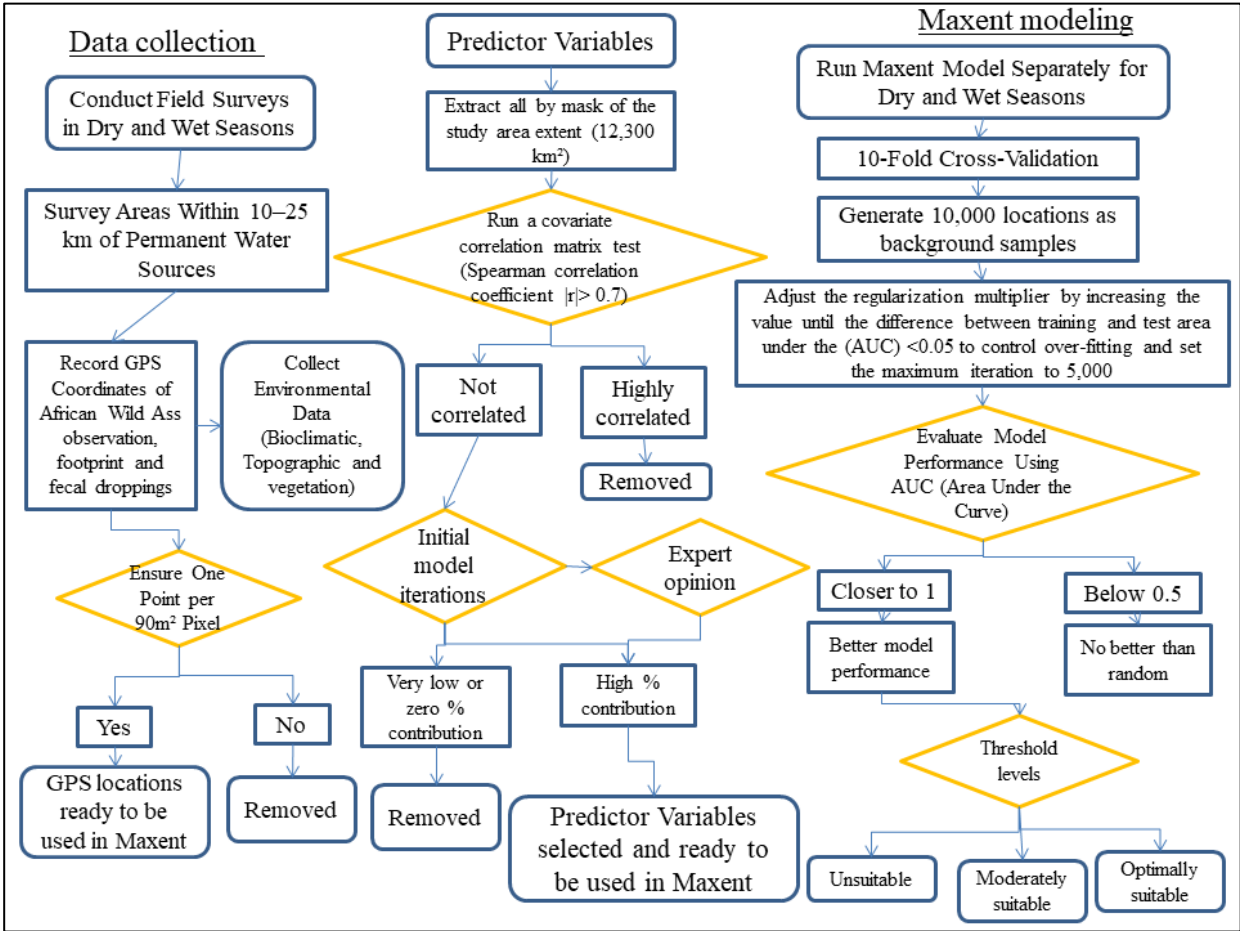 Data collection
Conduct Field Surveys
in Dry and Wet Seasons
Survey Areas Within 10–25
km of Permanent Water
Sources
Record GPS
Coordinates of
African Wild Ass
observation,
footprint and
fecal droppings
Collect
Environmental
Data
(Bioclimatic,
Topographic and
vegetation)
Ensure One
Point per
90m² Pixel
Yes
No
GPS locations
ready to be
used in Maxent
Removed
Predictor Variables
Extract all by mask of the
study area extent (12,300
km²)
Run a covariate
correlation matrix test
(Spearman correlation
coefficient |r|> 0.7)
Not
correlated
Highly
correlated
Removed
Initial
model
iterations
Expert
opinion
Very low or
zero %
contribution
High %
contribution
Removed
Predictor Variables
selected and ready to
be used in Maxent
Maxent modeling
Run Maxent Model Separately for
Dry and Wet Seasons
10-Fold Cross-Validation
Generate 10,000 locations as
background samples
Adjust the regularization multiplier by increasing the
value until the difference between training and test area
under the (AUC) <0.05 to control over-fitting and set
the maximum iteration to 5,000
Evaluate Model
Performance Using
AUC (Area Under the
Curve)
Closer to 1
Below 0.5
Better model
performance
No better than
random
Threshold
levels
Unsuitable
Moderately
suitable
Optimally
suitable